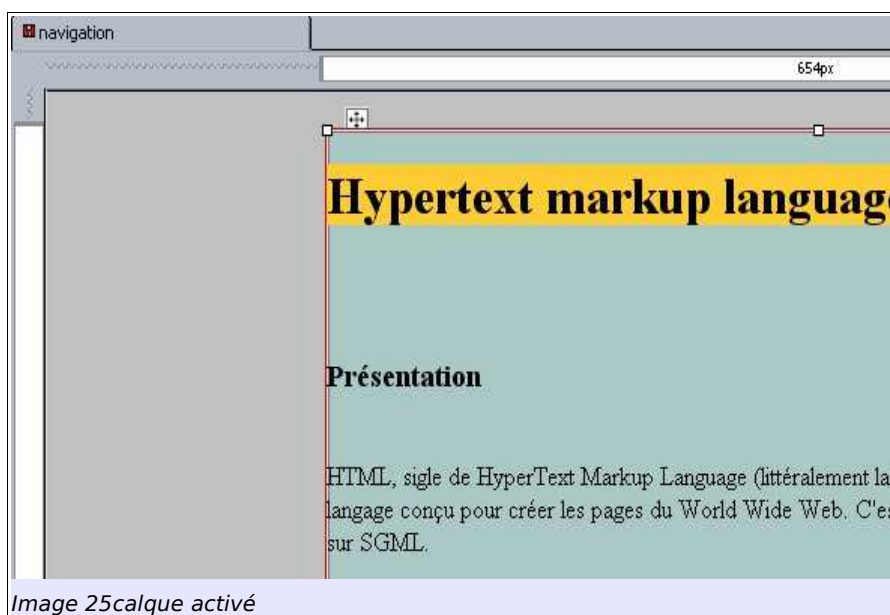 navigation
654px
Hypertext markup languag
Présentation
HTML, sigle de HyperText Markup Language (littéralement la
langage conçu pour créer les pages du World Wide Web. C'es
sur SGML.
Image 25calque activé